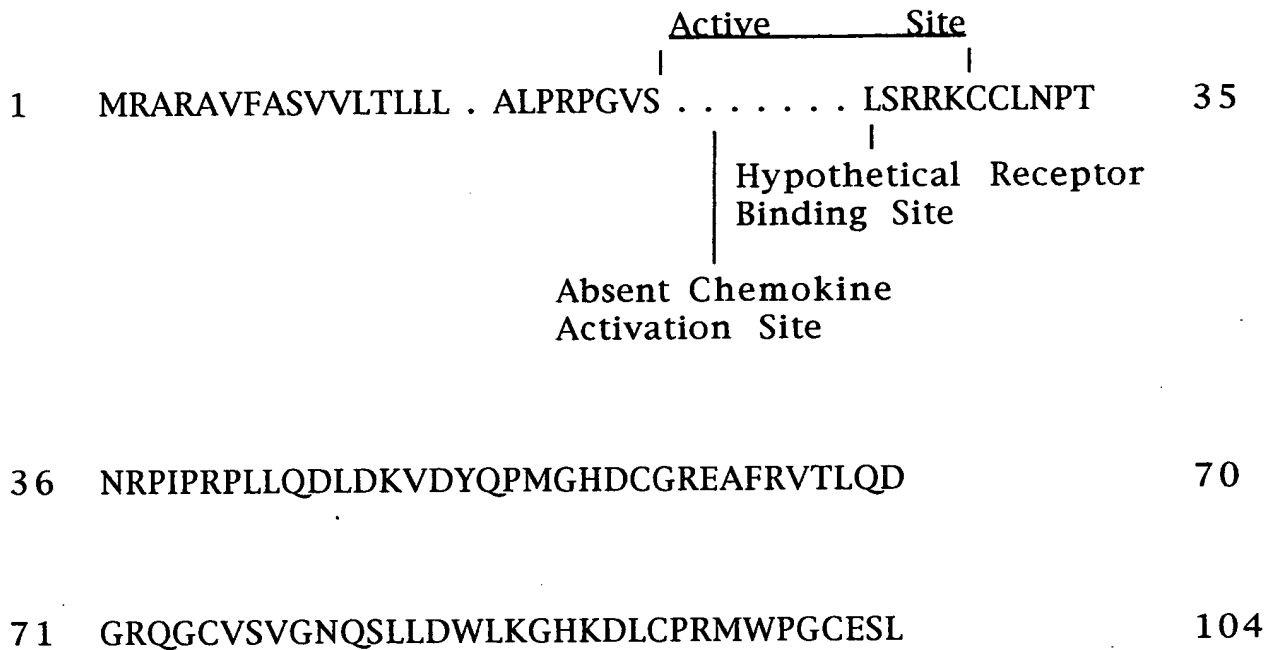 Active Site
1 MRARAVFASVVLTLLL . ALPRPGVS . . . . . . . LSRRKCCLNPT 35
Hypothetical Receptor
Binding Site
Absent Chemokine
Activation Site
36 NRPIPRPLLQDLDKVDYQPMGHDCGREAFRVTLQD 70
71 GRQGCVSVGNQSLLDWLKGHKDLCPRMWPGCESL 104